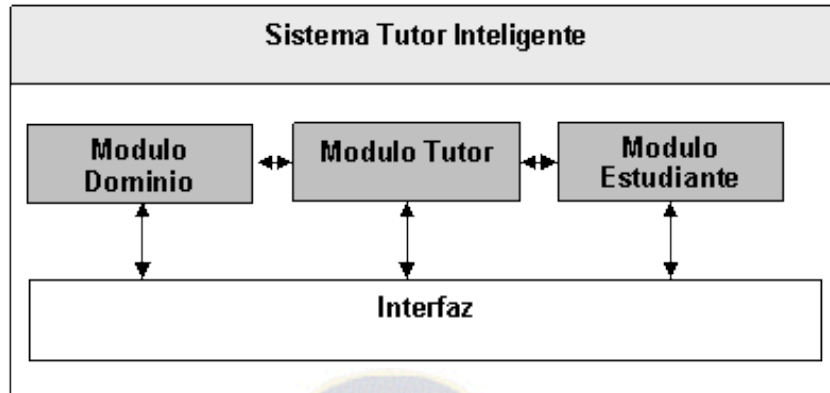 Sistema Tutor Inteligente
Modulo
Dominio
Modulo Tutor
Modulo
Estudiante
Interfaz